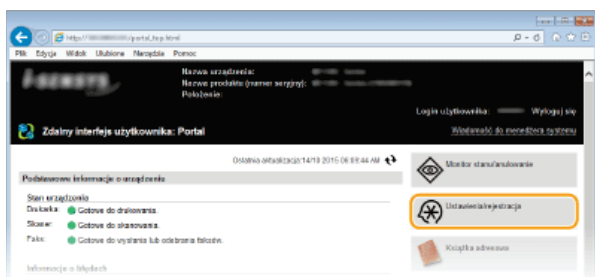 http://
/portal_top.html
Plik Edycja Widok Ulubione Narzędzia Pomoc
Nazwa urządzenia:
Nazwa produktu (numer seryjny):
Położenie:
Login użytkownika: Wyloguj się
Zdalny interfejs użytkownika: Portal
Wiadomość do menedżera systemu
Ostatnia aktualizacja:14/10 2015 06:09:44 AM
Monitor stanu/anulowanie
Podstawowe informacje o urządzeniu
Stan urządzenia
Drukarka: Gotowe do drukowania.
Skaner: Gotowe do skanowania.
Faks: Gotowe do wysłania lub odebrania faksów.
Ustawienia/rejestracja
Książka adresowa
Informacje o błędach